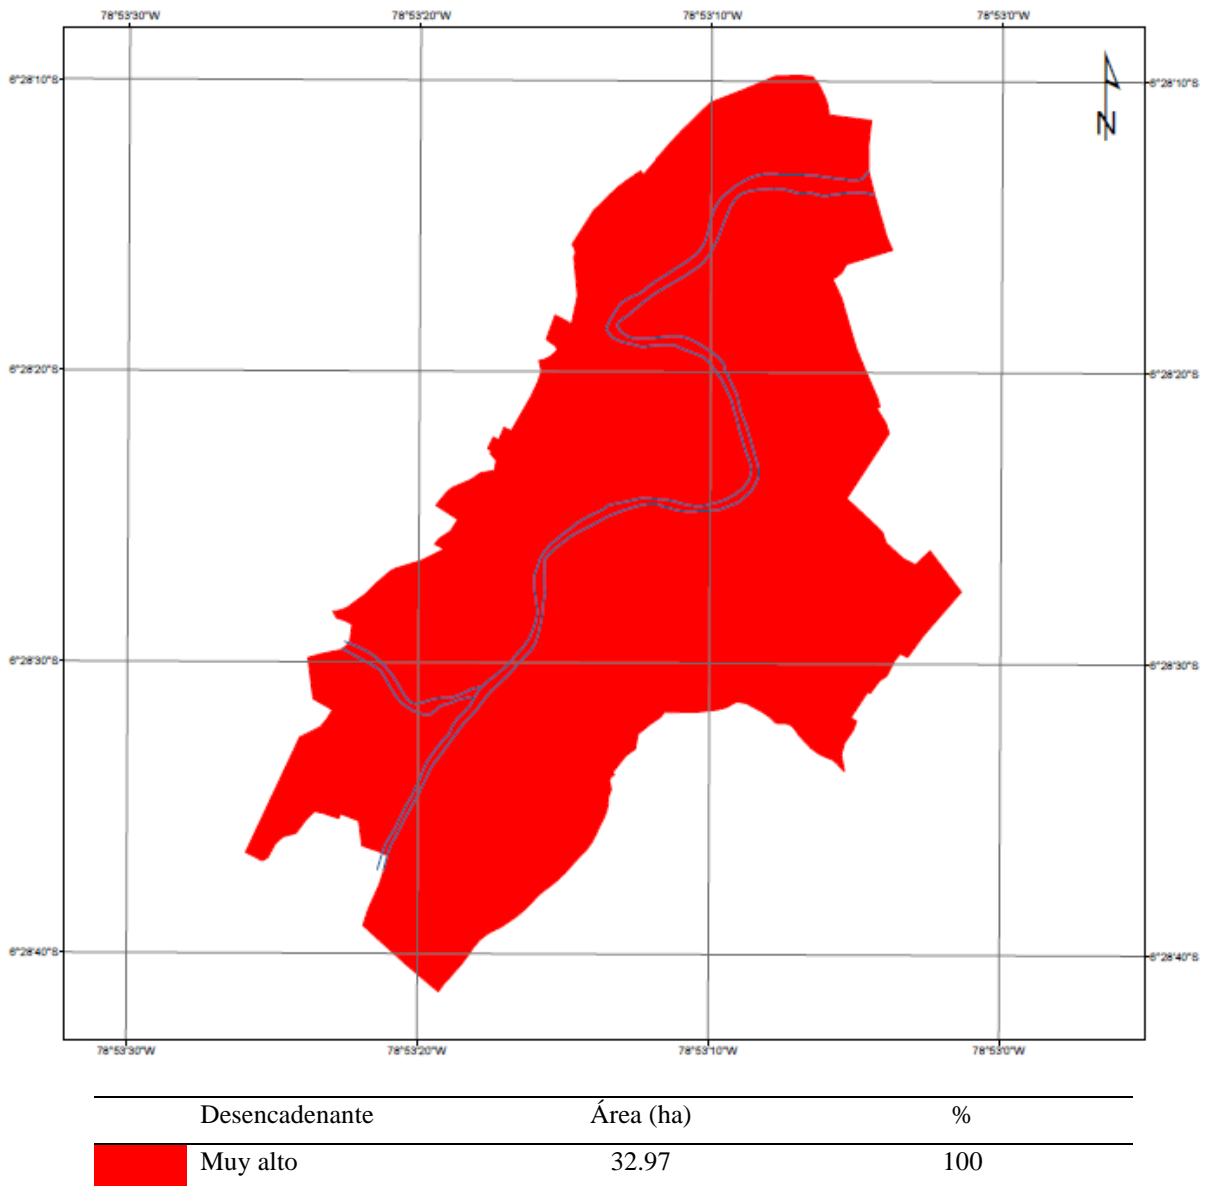 78°53'30"W 78°53'20"W 78°53'10"W 78°53'0"W
6°28'10"S 6°28'10"S
N
6°28'20"S 6°28'20"S
6°28'30"S 6°28'30"S
6°28'40"S 6°28'40"S
78°53'30"W 78°53'20"W 78°53'10"W 78°53'0"W
Desencadenante Área (ha) %
Muy alto 32.97 100